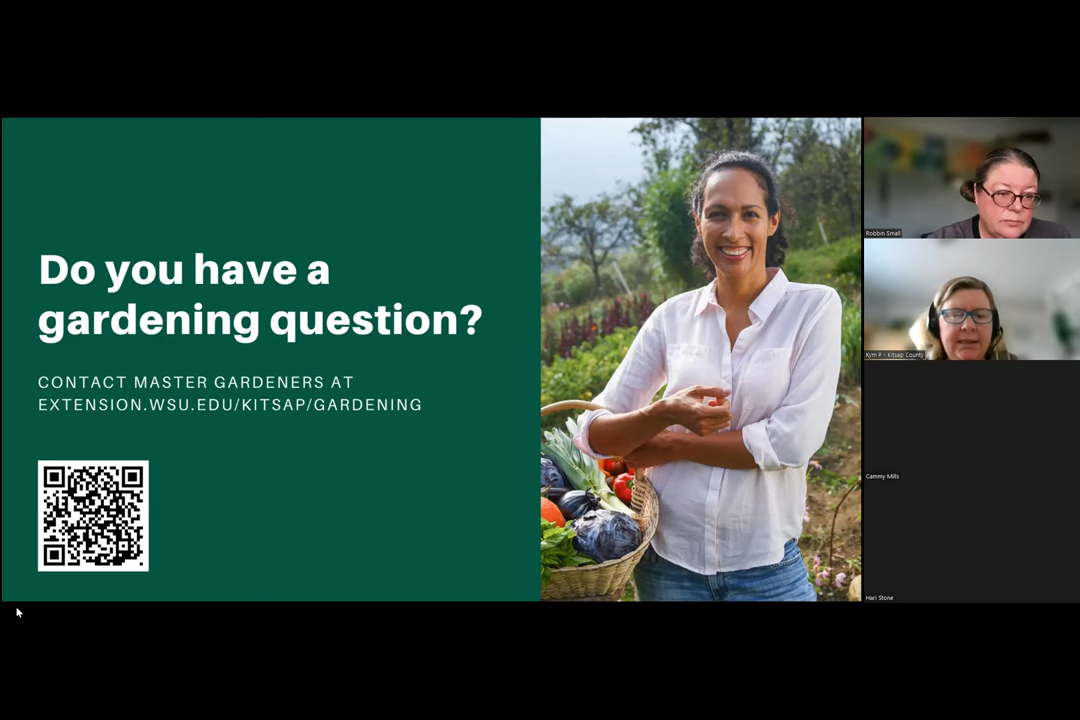 Do you have a
gardening question?
CONTACT MASTER GARDENERS AT
EXTENSION.WSU.EDU/KITSAP/GARDENING
Robbin Small
Kym P - Kitsap County
Cammy Mills
Hari Stone